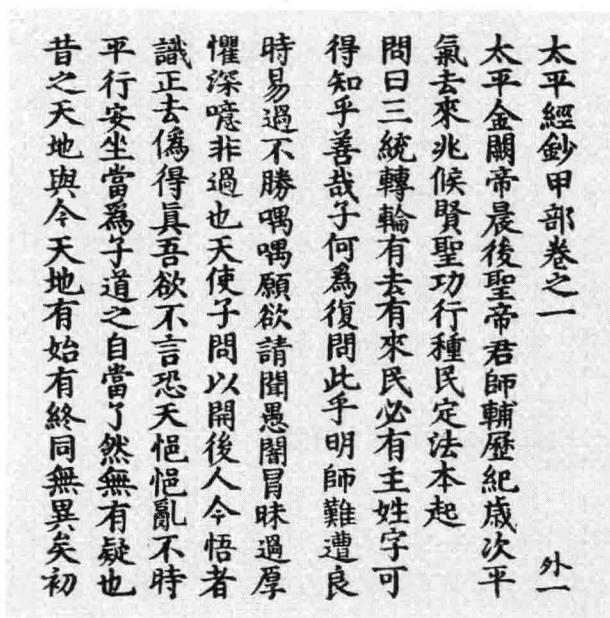 太平經鈔甲部卷之一 外一
太平金闕帝晨後聖帝君師輔歷紀歲次平
氣去來兆候賢聖功行種民定法本起
問曰三統轉輪有去有來民必有主姓字可
得知乎善哉子何爲復問此乎明師難遭良
時易過不勝喁喁願欲請聞愚闇冒昧過厚
懼深噫非過也天使子問以開後人今悟者
識正去僞得眞吾欲不言恐天悒悒亂不時
平行安坐當爲子道之自當了然無有疑也
昔之天地與今天地有始有終同無異矣初